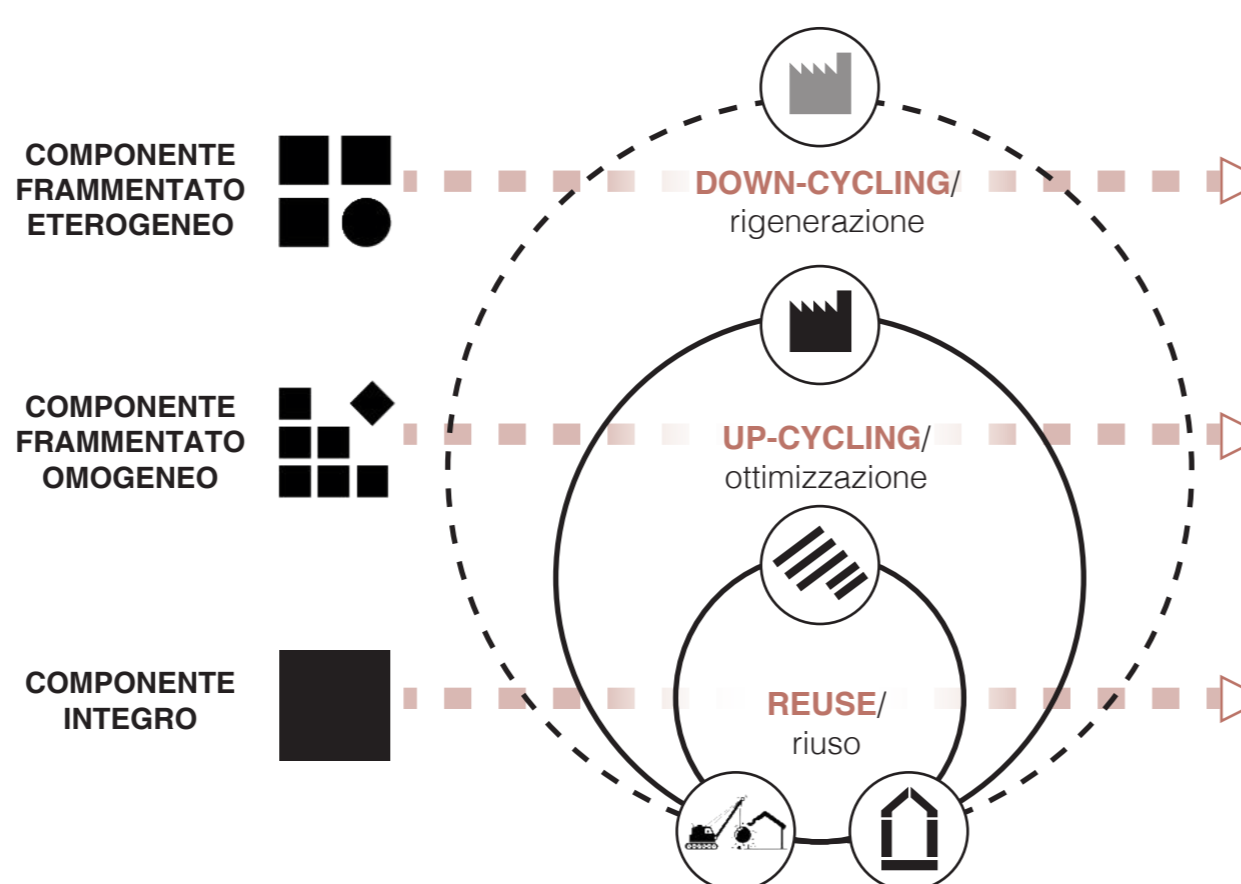 COMPONENTE
FRAMMENTATO
ETEROGENEO
DOWN-CYCLING/
rigenerazione
COMPONENTE
FRAMMENTATO
OMOGENEO
UP-CYCLING/
ottimizzazione
COMPONENTE
INTEGRO
REUSE/
riuso